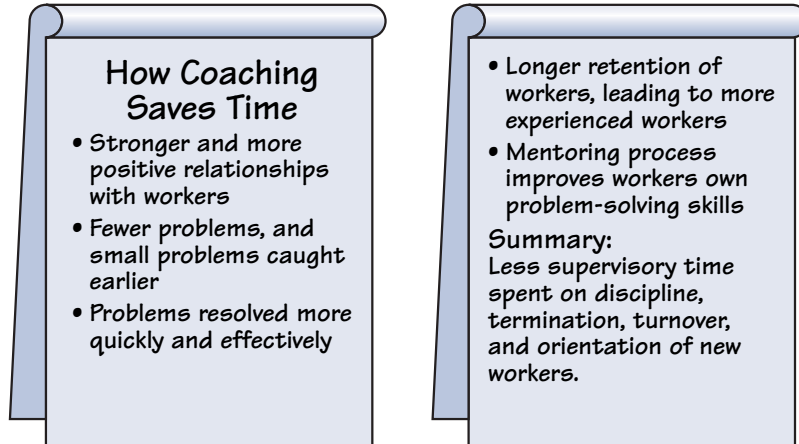 How Coaching
Saves Time
• Stronger and more
positive relationships
with workers
• Fewer problems, and
small problems caught
earlier
• Problems resolved more
quickly and effectively
• Longer retention of
workers, leading to more
experienced workers
• Mentoring process
improves workers own
problem-solving skills
Summary:
Less supervisory time
spent on discipline,
termination, turnover,
and orientation of new
workers.